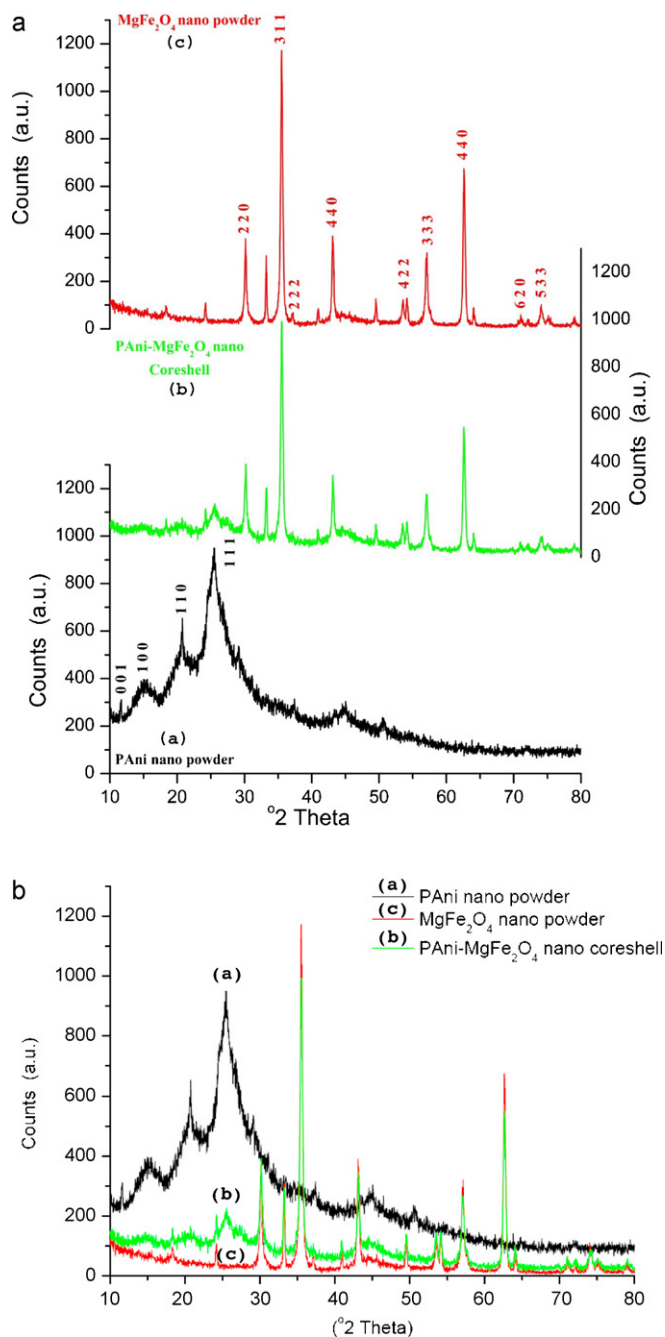 a
MgFe2O4 nano powder
(c)
3 1 1
2 2 0
2 2 2
4 4 0
4 2 2
3 3 3
4 4 0
6 2 0
5 3 3
1200
1000
800
600
400
200
0
Counts (a.u.)
PAni-MgFe2O4 nano
Coreshell
(b)
1200
1000
800
600
400
200
0
Counts (a.u.)
1200
1000
800
600
400
200
0
Counts (a.u.)
0 0 1
1 0 0
1 1 0
1 1 1
(a)
PAni nano powder
10 20 30 40 50 60 70 80
°2 Theta
b
(a) PAni nano powder
(c) MgFe2O4 nano powder
(b) PAni-MgFe2O4 nano coreshell
1200
1000
800
600
400
200
0
Counts (a.u.)
(a)
(b)
(c)
10 20 30 40 50 60 70 80
(°2 Theta)